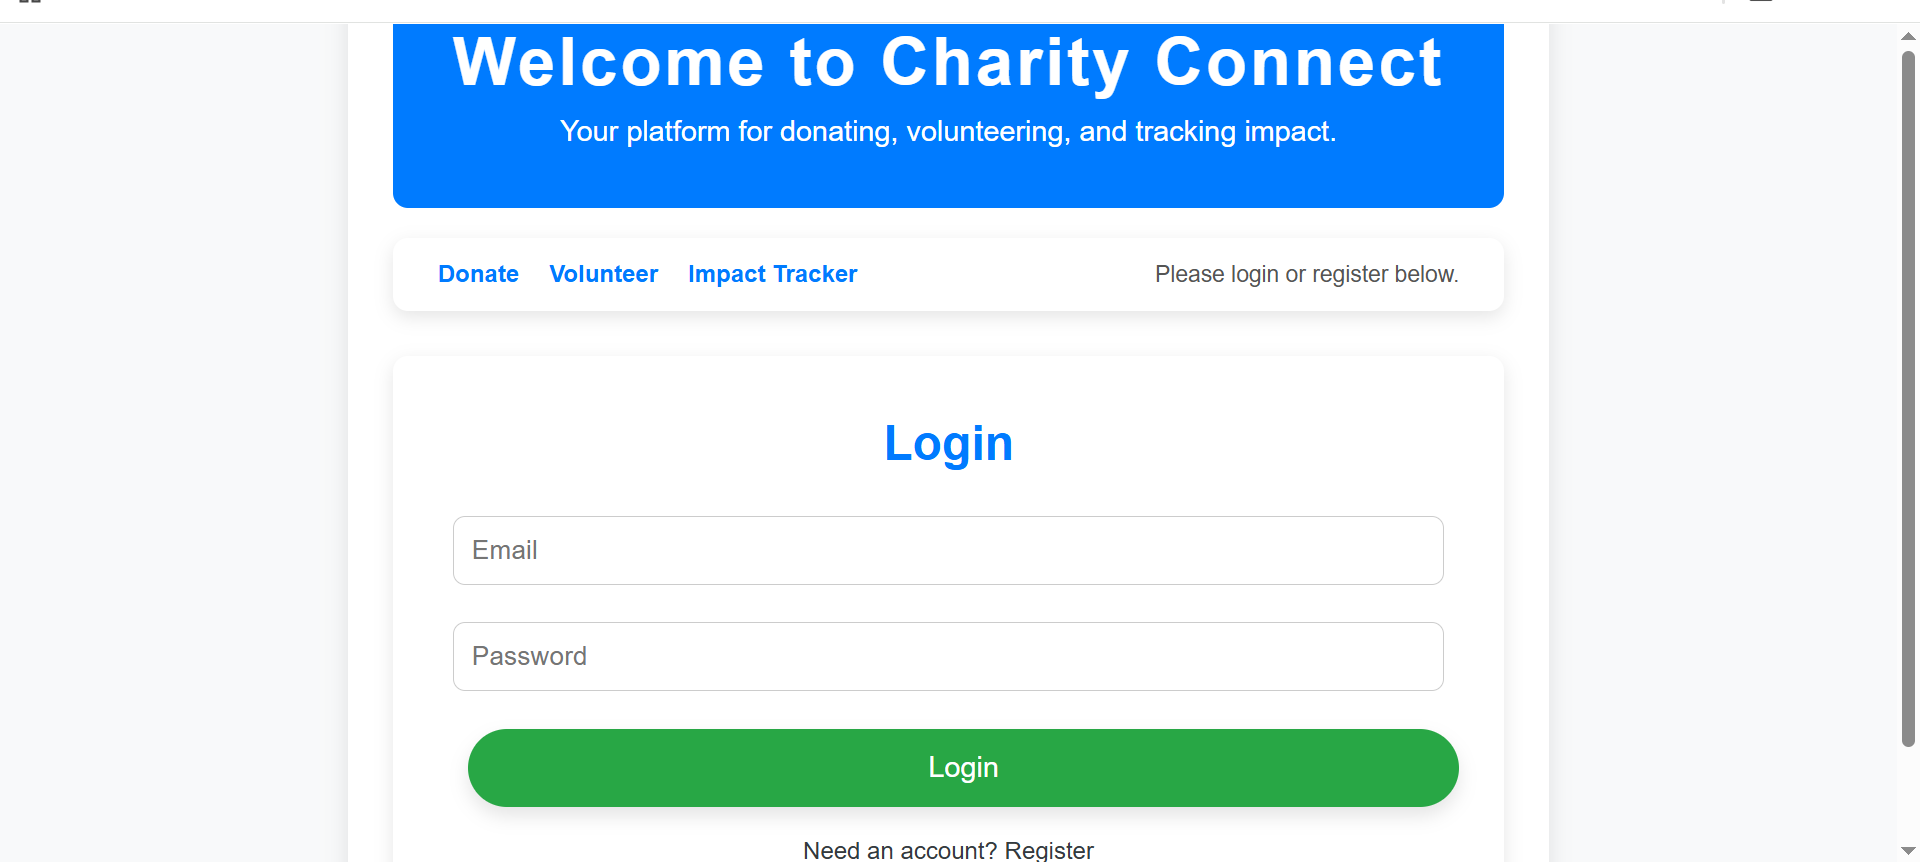 Welcome to Charity Connect
Your platform for donating, volunteering, and tracking impact.
Donate Volunteer Impact Tracker Please login or register below.
Login
Email
Password
Login
Need an account? Register